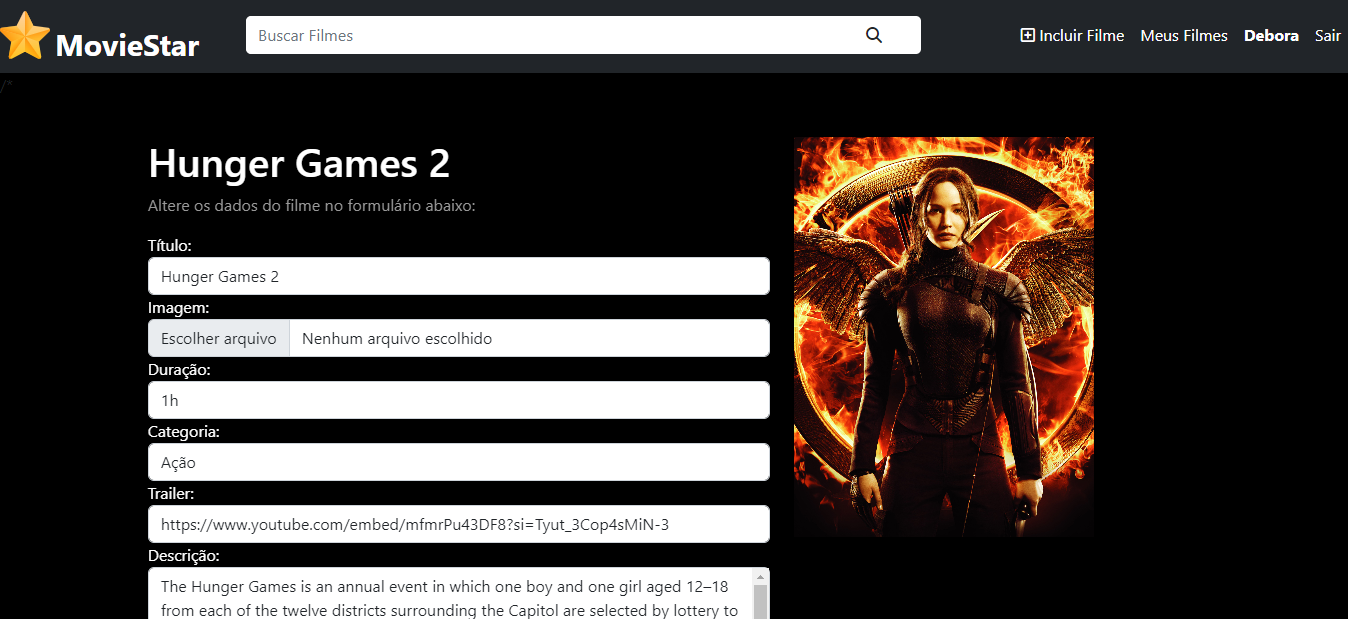 MovieStar
Buscar Filmes
Incluir Filme
Meus Filmes
Debora
Sair
/*
Hunger Games 2
Altere os dados do filme no formulário abaixo:
Título:
Hunger Games 2
Imagem:
Escolher arquivo
Nenhum arquivo escolhido
Duração:
1h
Categoria:
Ação
Trailer:
https://www.youtube.com/embed/mfmrPu43DF8?si=Tyut_3Cop4sMiN-3
Descrição:
The Hunger Games is an annual event in which one boy and one girl aged 12–18
from each of the twelve districts surrounding the Capitol are selected by lottery to